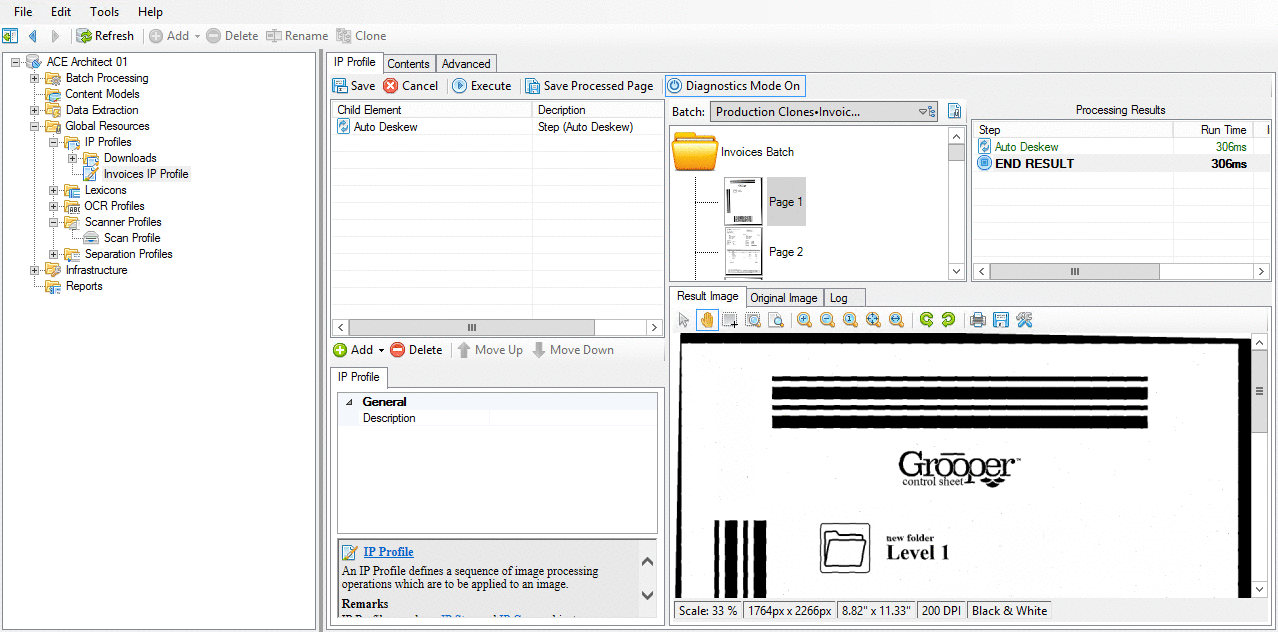 File Edit Tools Help
Refresh Add Delete Rename Clone
ACE Architect 01
Batch Processing
Content Models
Data Extraction
Global Resources
IP Profiles
Downloads
Invoices IP Profile
Lexicons
OCR Profiles
Scanner Profiles
Scan Profile
Separation Profiles
Infrastructure
Reports
IP Profile Contents Advanced
Save Cancel Execute Save Processed Page Diagnostics Mode On
Child Element Decription
Auto Deskew Step (Auto Deskew)
Add Delete Move Up Move Down
IP Profile
General
Description
IP Profile
An IP Profile defines a sequence of image processing
operations which are to be applied to an image.
Remarks
Batch: Production Clones•Invoic...
Invoices Batch
Page 1
Page 2
Processing Results
Step Run Time
Auto Deskew 306ms
END RESULT 306ms
Result Image Original Image Log
Grooper™
control sheet
new folder
Level 1
Scale: 33 % 1764px x 2266px 8.82" x 11.33" 200 DPI Black & White